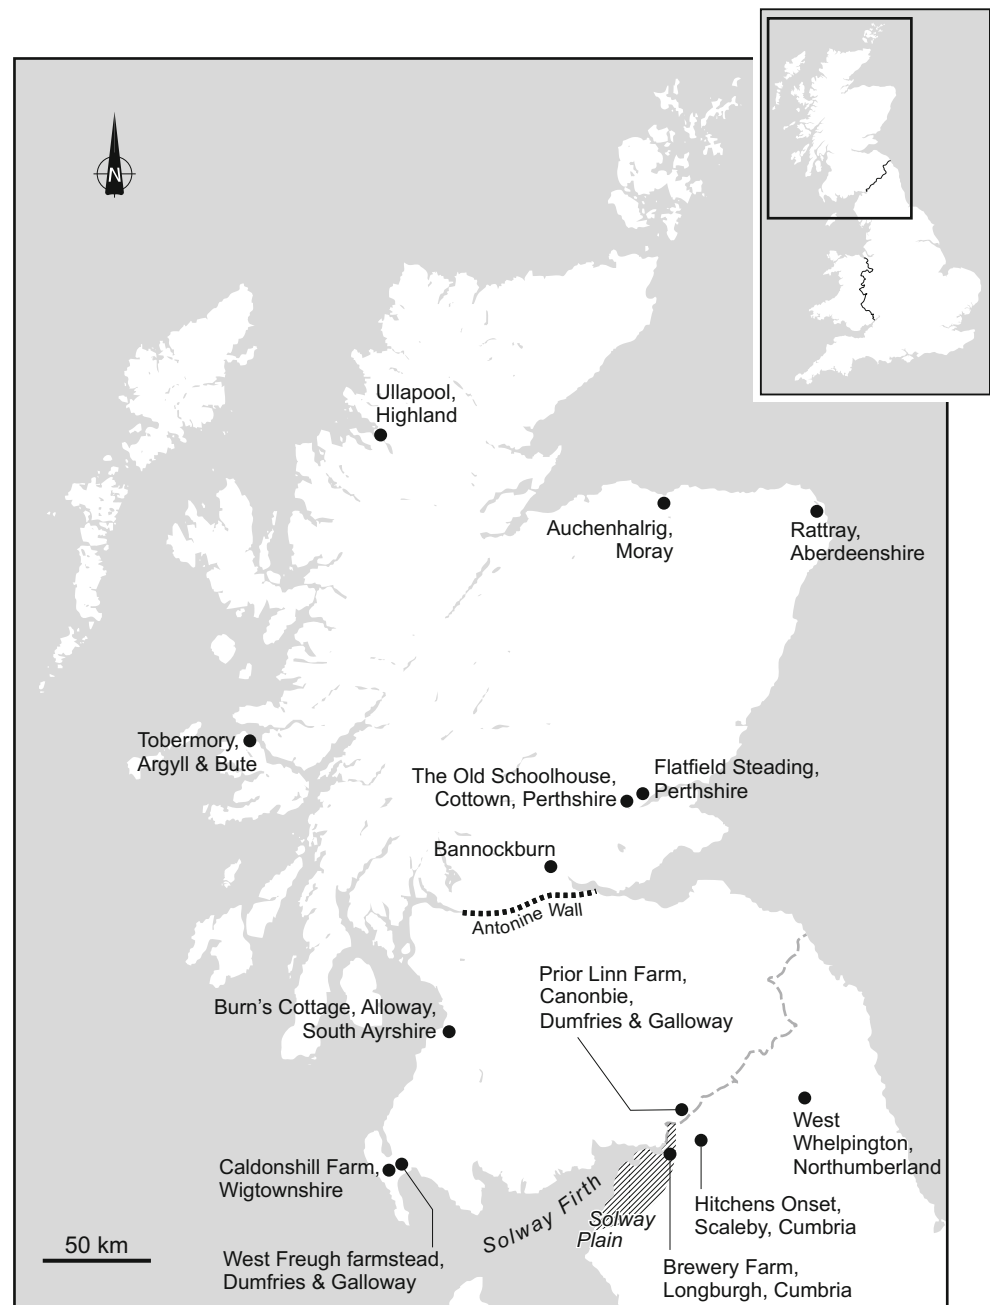 N
Ullapool,
Highland
Auchenhalrig,
Moray
Rattray,
Aberdeenshire
Tobermory,
Argyll & Bute
The Old Schoolhouse,
Cottown, Perthshire
Flatfield Steading,
Perthshire
Bannockburn
Antonine Wall
Prior Linn Farm,
Canonbie,
Dumfries & Galloway
Burn's Cottage, Alloway,
South Ayrshire
West
Whelpington,
Northumberland
Caldonshill Farm,
Wigtownshire
Hitchens Onset,
Scaleby, Cumbria
Solway Firth
Solway
Plain
50 km
West Freugh farmstead,
Dumfries & Galloway
Brewery Farm,
Longburgh, Cumbria